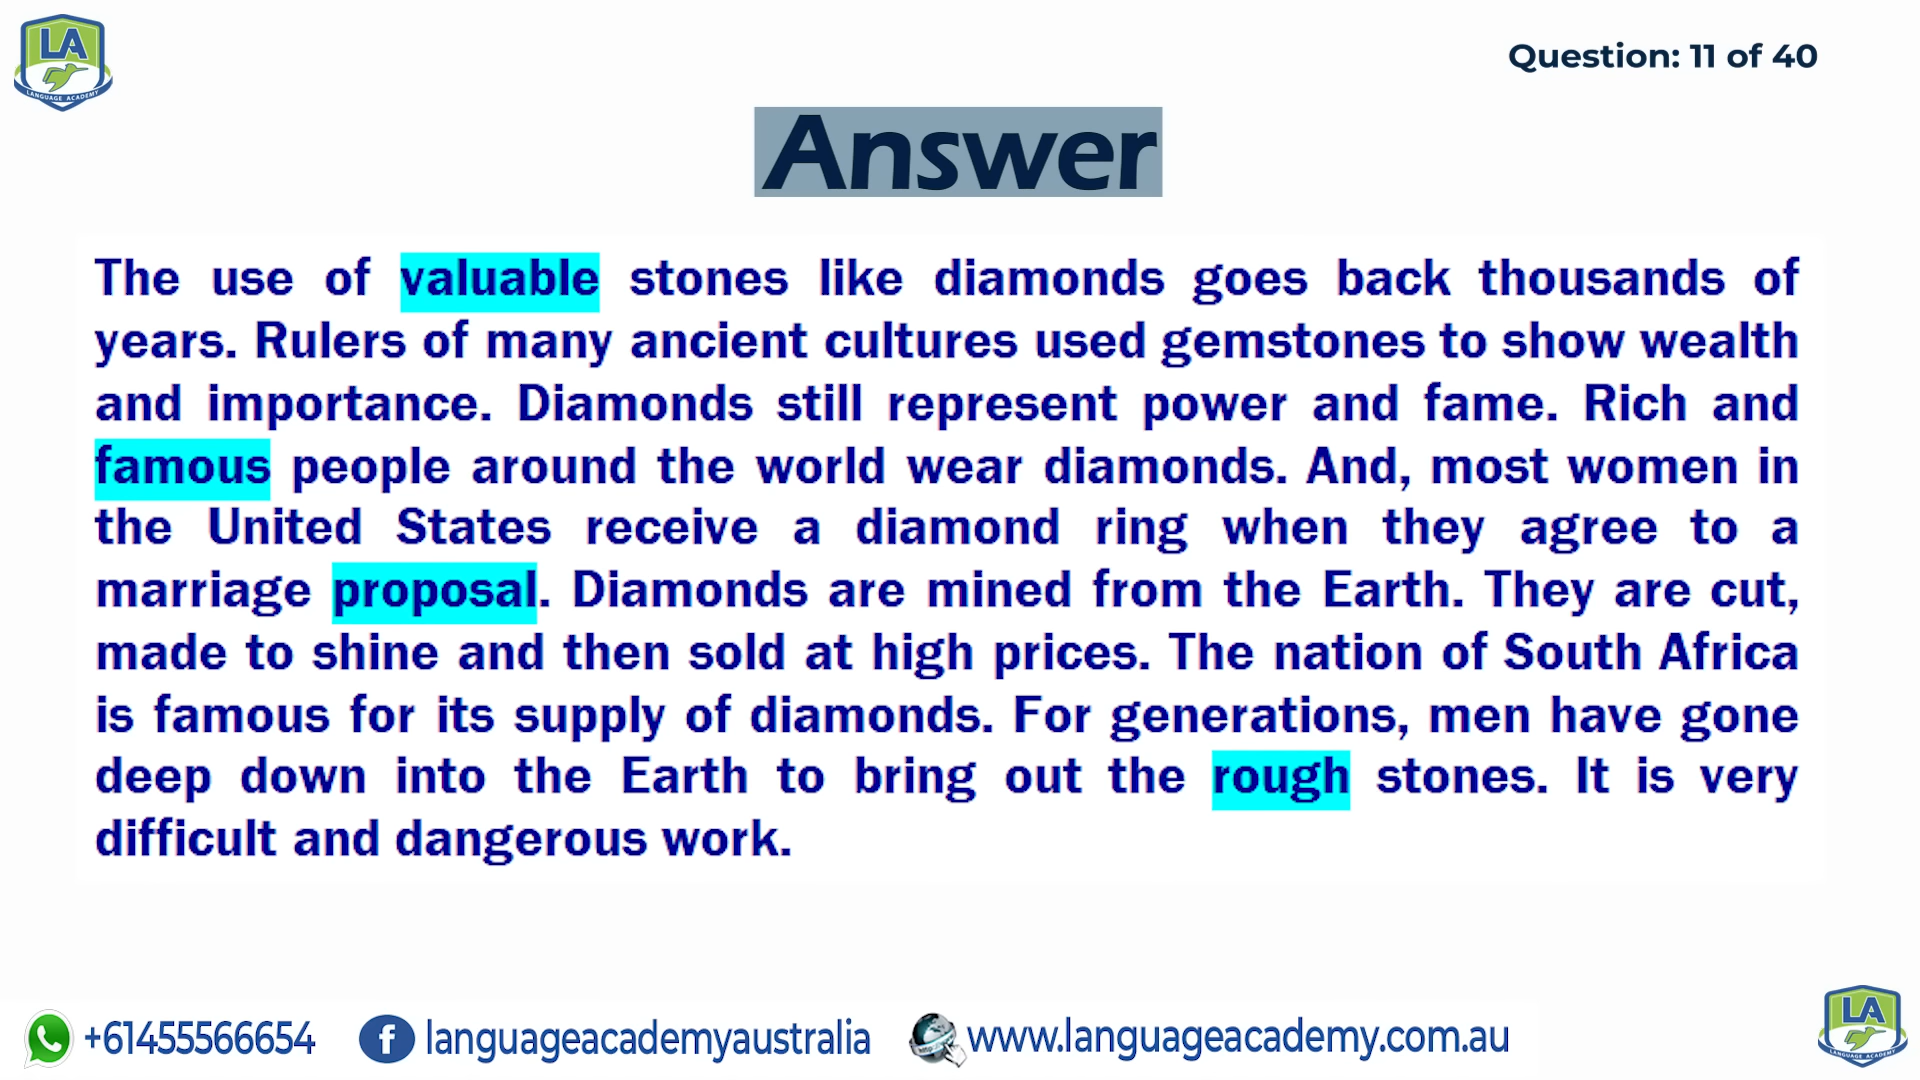 LA
LANGUAGE ACADEMY
Question: 11 of 40
Answer
The use of valuable stones like diamonds goes back thousands of
years. Rulers of many ancient cultures used gemstones to show wealth
and importance. Diamonds still represent power and fame. Rich and
famous people around the world wear diamonds. And, most women in
the United States receive a diamond ring when they agree to a
marriage proposal. Diamonds are mined from the Earth. They are cut,
made to shine and then sold at high prices. The nation of South Africa
is famous for its supply of diamonds. For generations, men have gone
deep down into the Earth to bring out the rough stones. It is very
difficult and dangerous work.
+61455566654 f languageacademyaustralia www.languageacademy.com.au
LA
LANGUAGE ACADEMY